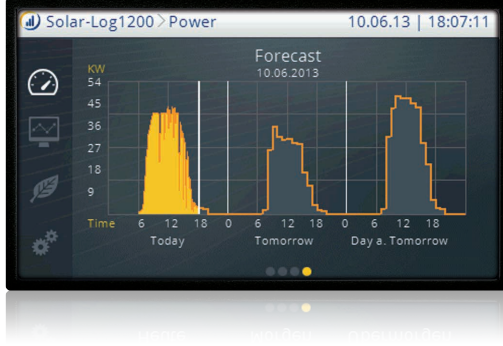 Solar-Log1200 > Power 10.06.13 | 18:07:11
Forecast
10.06.2013
KW
54
45
36
27
18
9
Time 6 12 18 0 6 12 18 0 6 12 18
Today Tomorrow Day a. Tomorrow